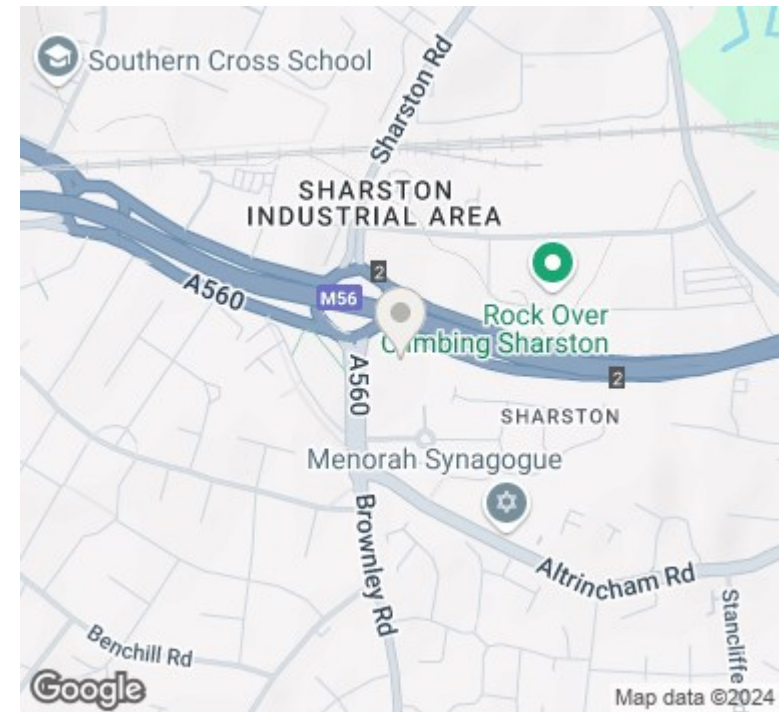 Southern Cross School
Sharston Rd
SHARSTON
INDUSTRIAL AREA
2
A560
M56
Rock Over
Climbing Sharston
2
A560
SHARSTON
Menorah Synagogue
Brownley Rd
Altrincham Rd
Stancliffe
Benchill Rd
Google
Map data ©2024